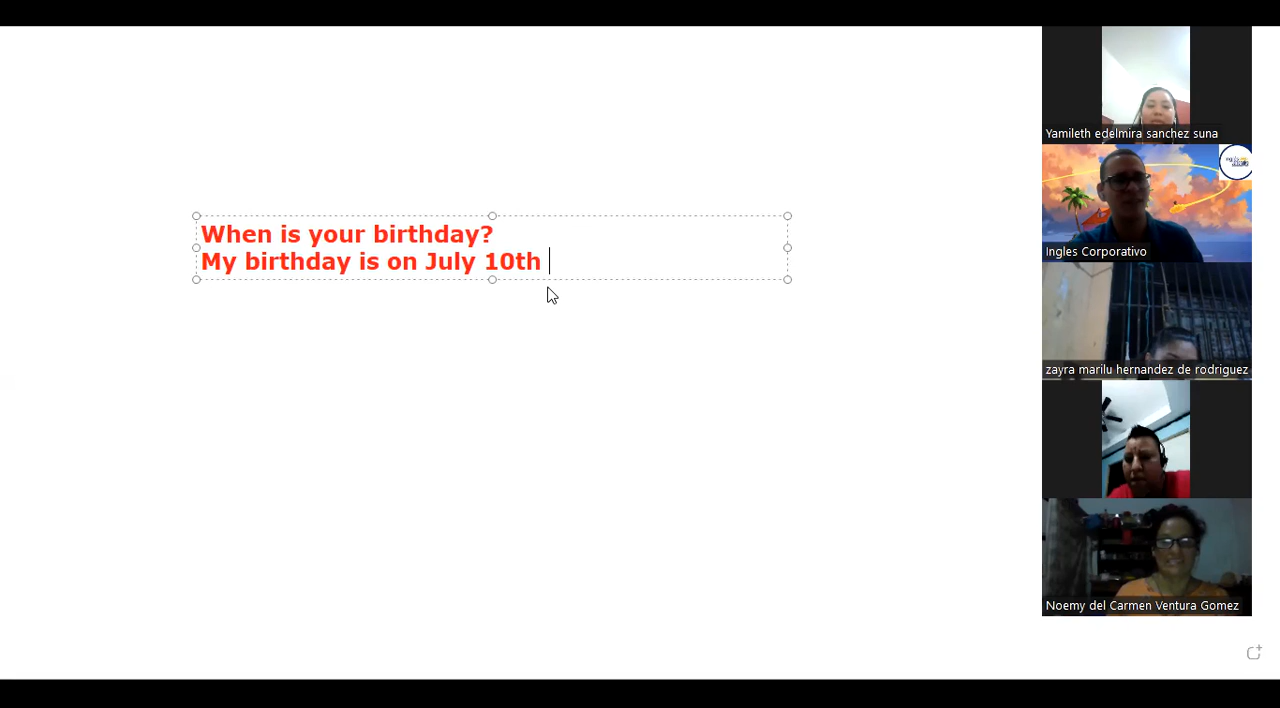 When is your birthday?
My birthday is on July 10th
Yamileth edelmira sanchez suna
Ingles Corporativo
zayra marilu hernandez de rodriguez
Noemy del Carmen Ventura Gomez